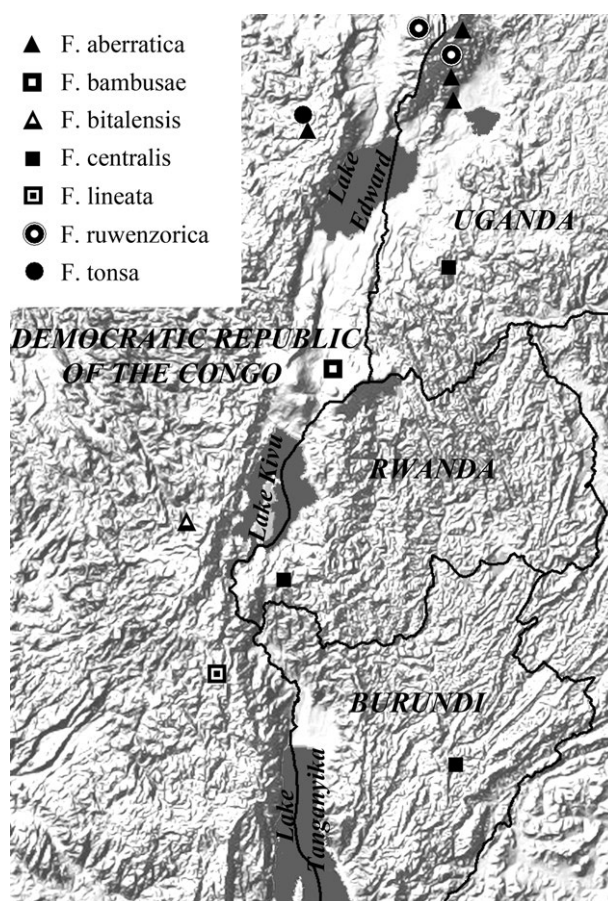 F. aberratica
F. bambusae
F. bitalensis
F. centralis
F. lineata
F. ruwenzorica
F. tonsa
Lake
Edward
UGANDA
DEMOCRATIC REPUBLIC
OF THE CONGO
Lake Kivu
RWANDA
BURUNDI
Lake
Tanganyika